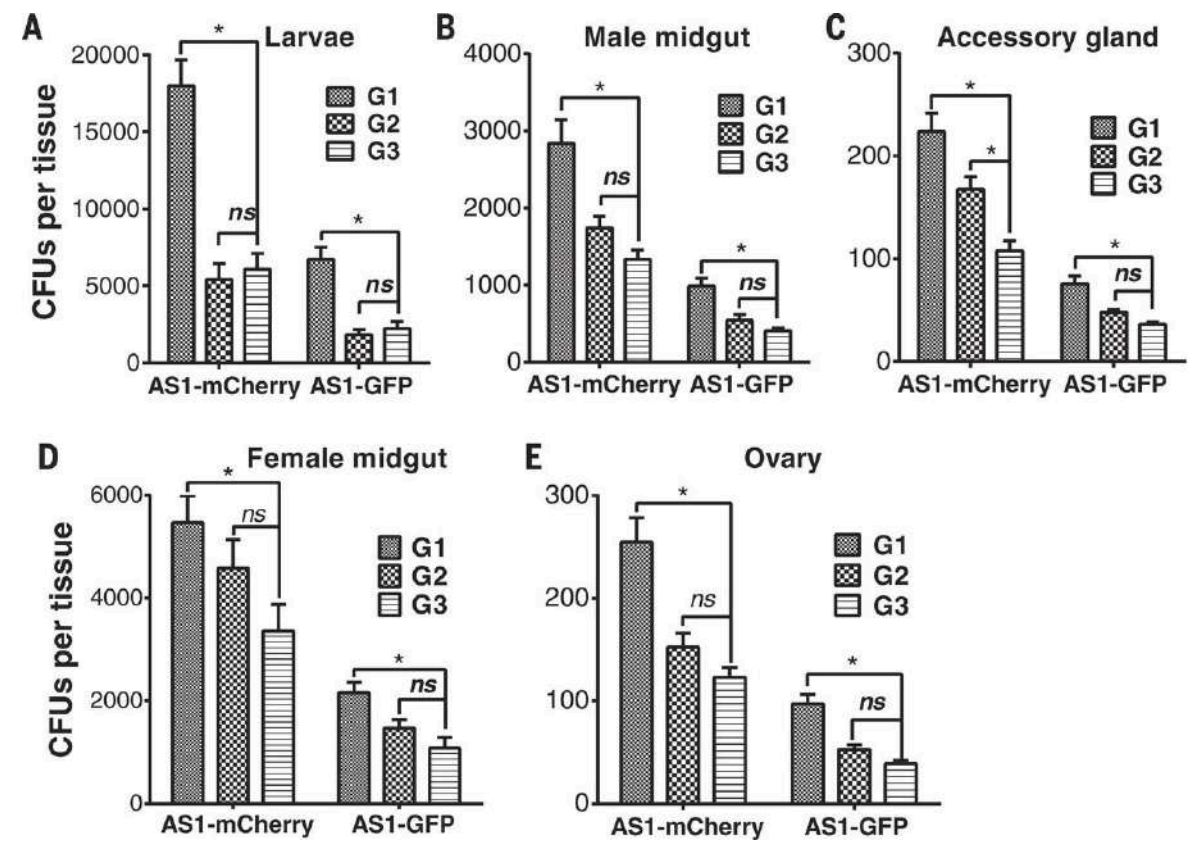 A Larvae
CFUs per tissue
20000
15000
10000
5000
0
*
ns
*
ns
G1
G2
G3
AS1-mCherry AS1-GFP
B Male midgut
4000
3000
2000
1000
0
*
ns
*
ns
G1
G2
G3
AS1-mCherry AS1-GFP
C Accessory gland
300
200
100
0
*
*
*
ns
G1
G2
G3
AS1-mCherry AS1-GFP
D Female midgut
CFUs per tissue
6000
4000
2000
0
*
ns
*
ns
G1
G2
G3
AS1-mCherry AS1-GFP
E Ovary
300
200
100
0
*
ns
*
ns
G1
G2
G3
AS1-mCherry AS1-GFP